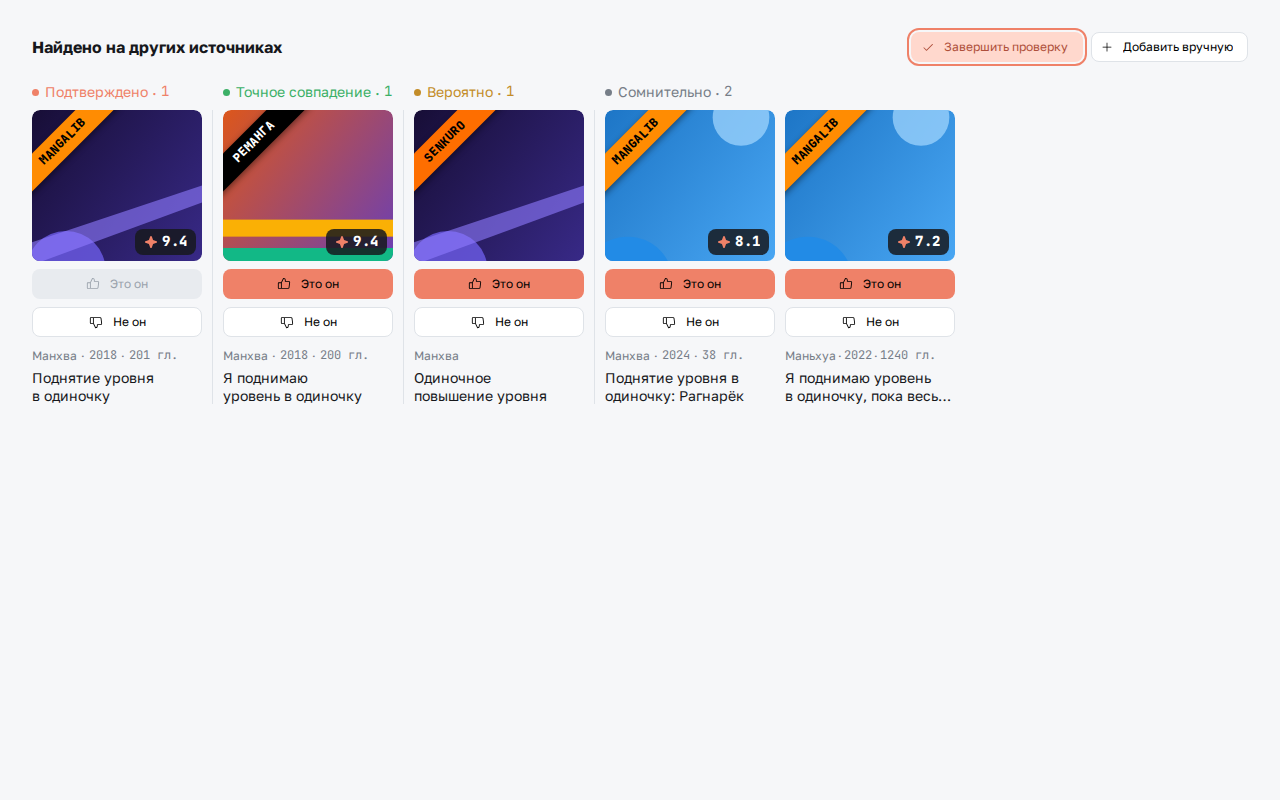 Найдено на других источниках
Завершить проверку
Добавить вручную
Подтверждено · 1
Точное совпадение · 1
Вероятно · 1
Сомнительно · 2
MANGALIB
9.4
РЕМАНГА
9.4
SENKURO
MANGALIB
8.1
MANGALIB
7.2
Это он
Это он
Это он
Это он
Это он
Не он
Не он
Не он
Не он
Не он
Манхва · 2018 · 201 гл.
Манхва · 2018 · 200 гл.
Манхва
Манхва · 2024 · 38 гл.
Маньхуа · 2022 · 1240 гл.
Поднятие уровня
в одиночку
Я поднимаю
уровень в одиночку
Одиночное
повышение уровня
Поднятие уровня в
одиночку: Рагнарёк
Я поднимаю уровень
в одиночку, пока весь…